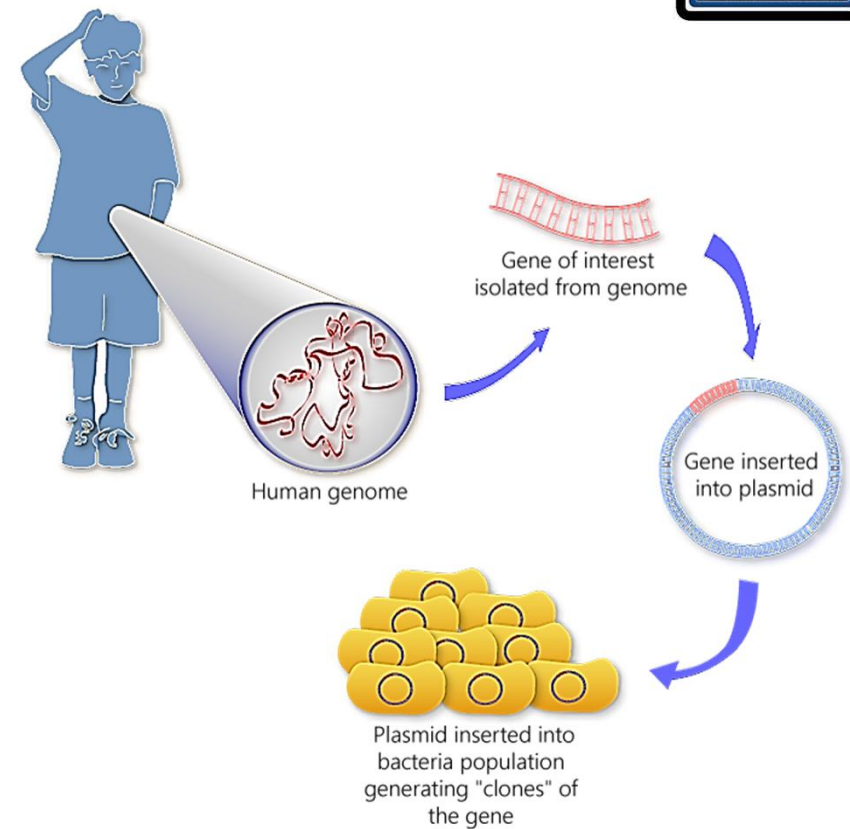 Gene of interest
isolated from genome
Human genome
Gene inserted
into plasmid
Plasmid inserted into
bacteria population
generating "clones" of
the gene